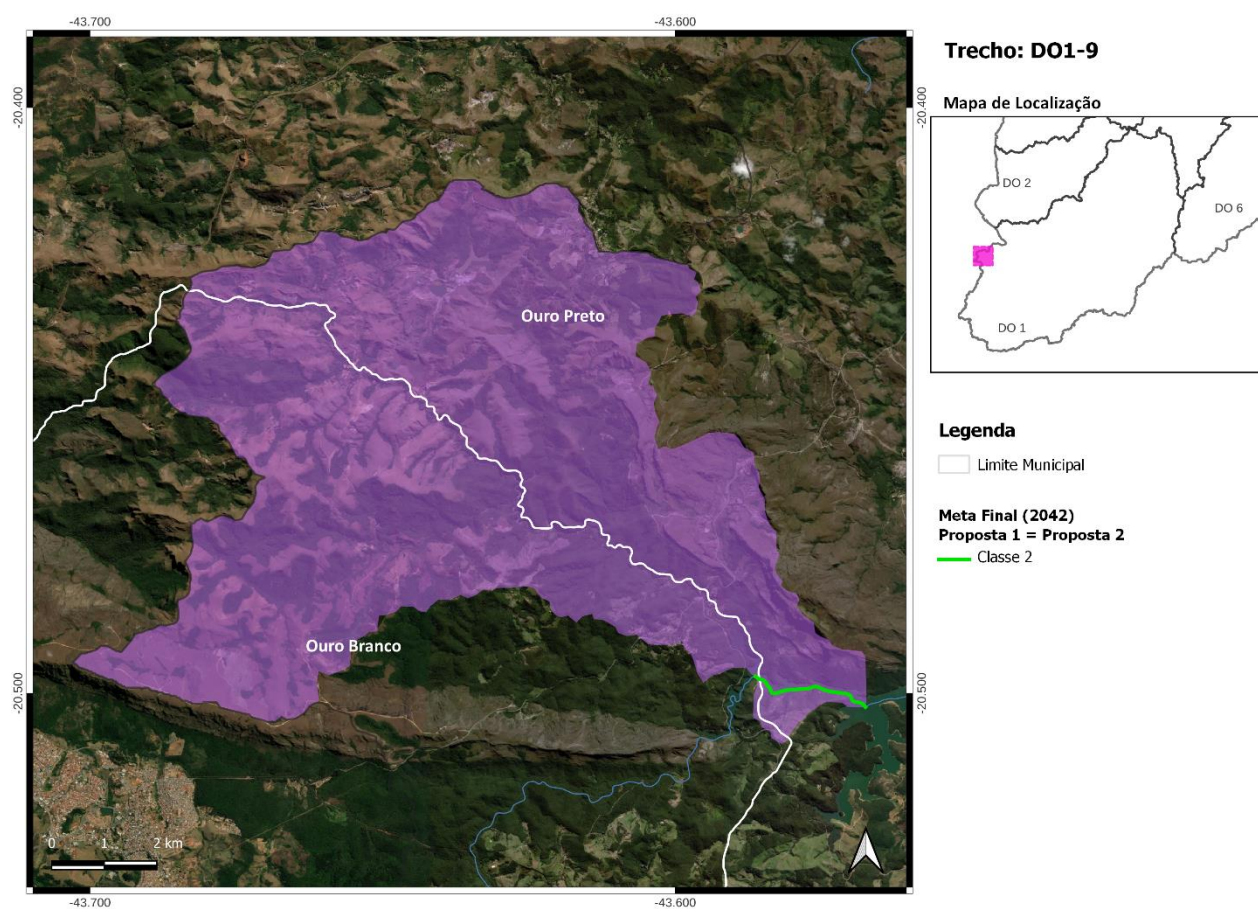 -43.700
-43.600
Trecho: DO1-9
-20.400
-20.400
Mapa de Localização
DO 2
DO 6
DO 1
Ouro Preto
Legenda
Limite Municipal
Meta Final (2042)
Proposta 1 = Proposta 2
Classe 2
Ouro Branco
-20.500
-20.500
0 1 2 km
-43.700
-43.600